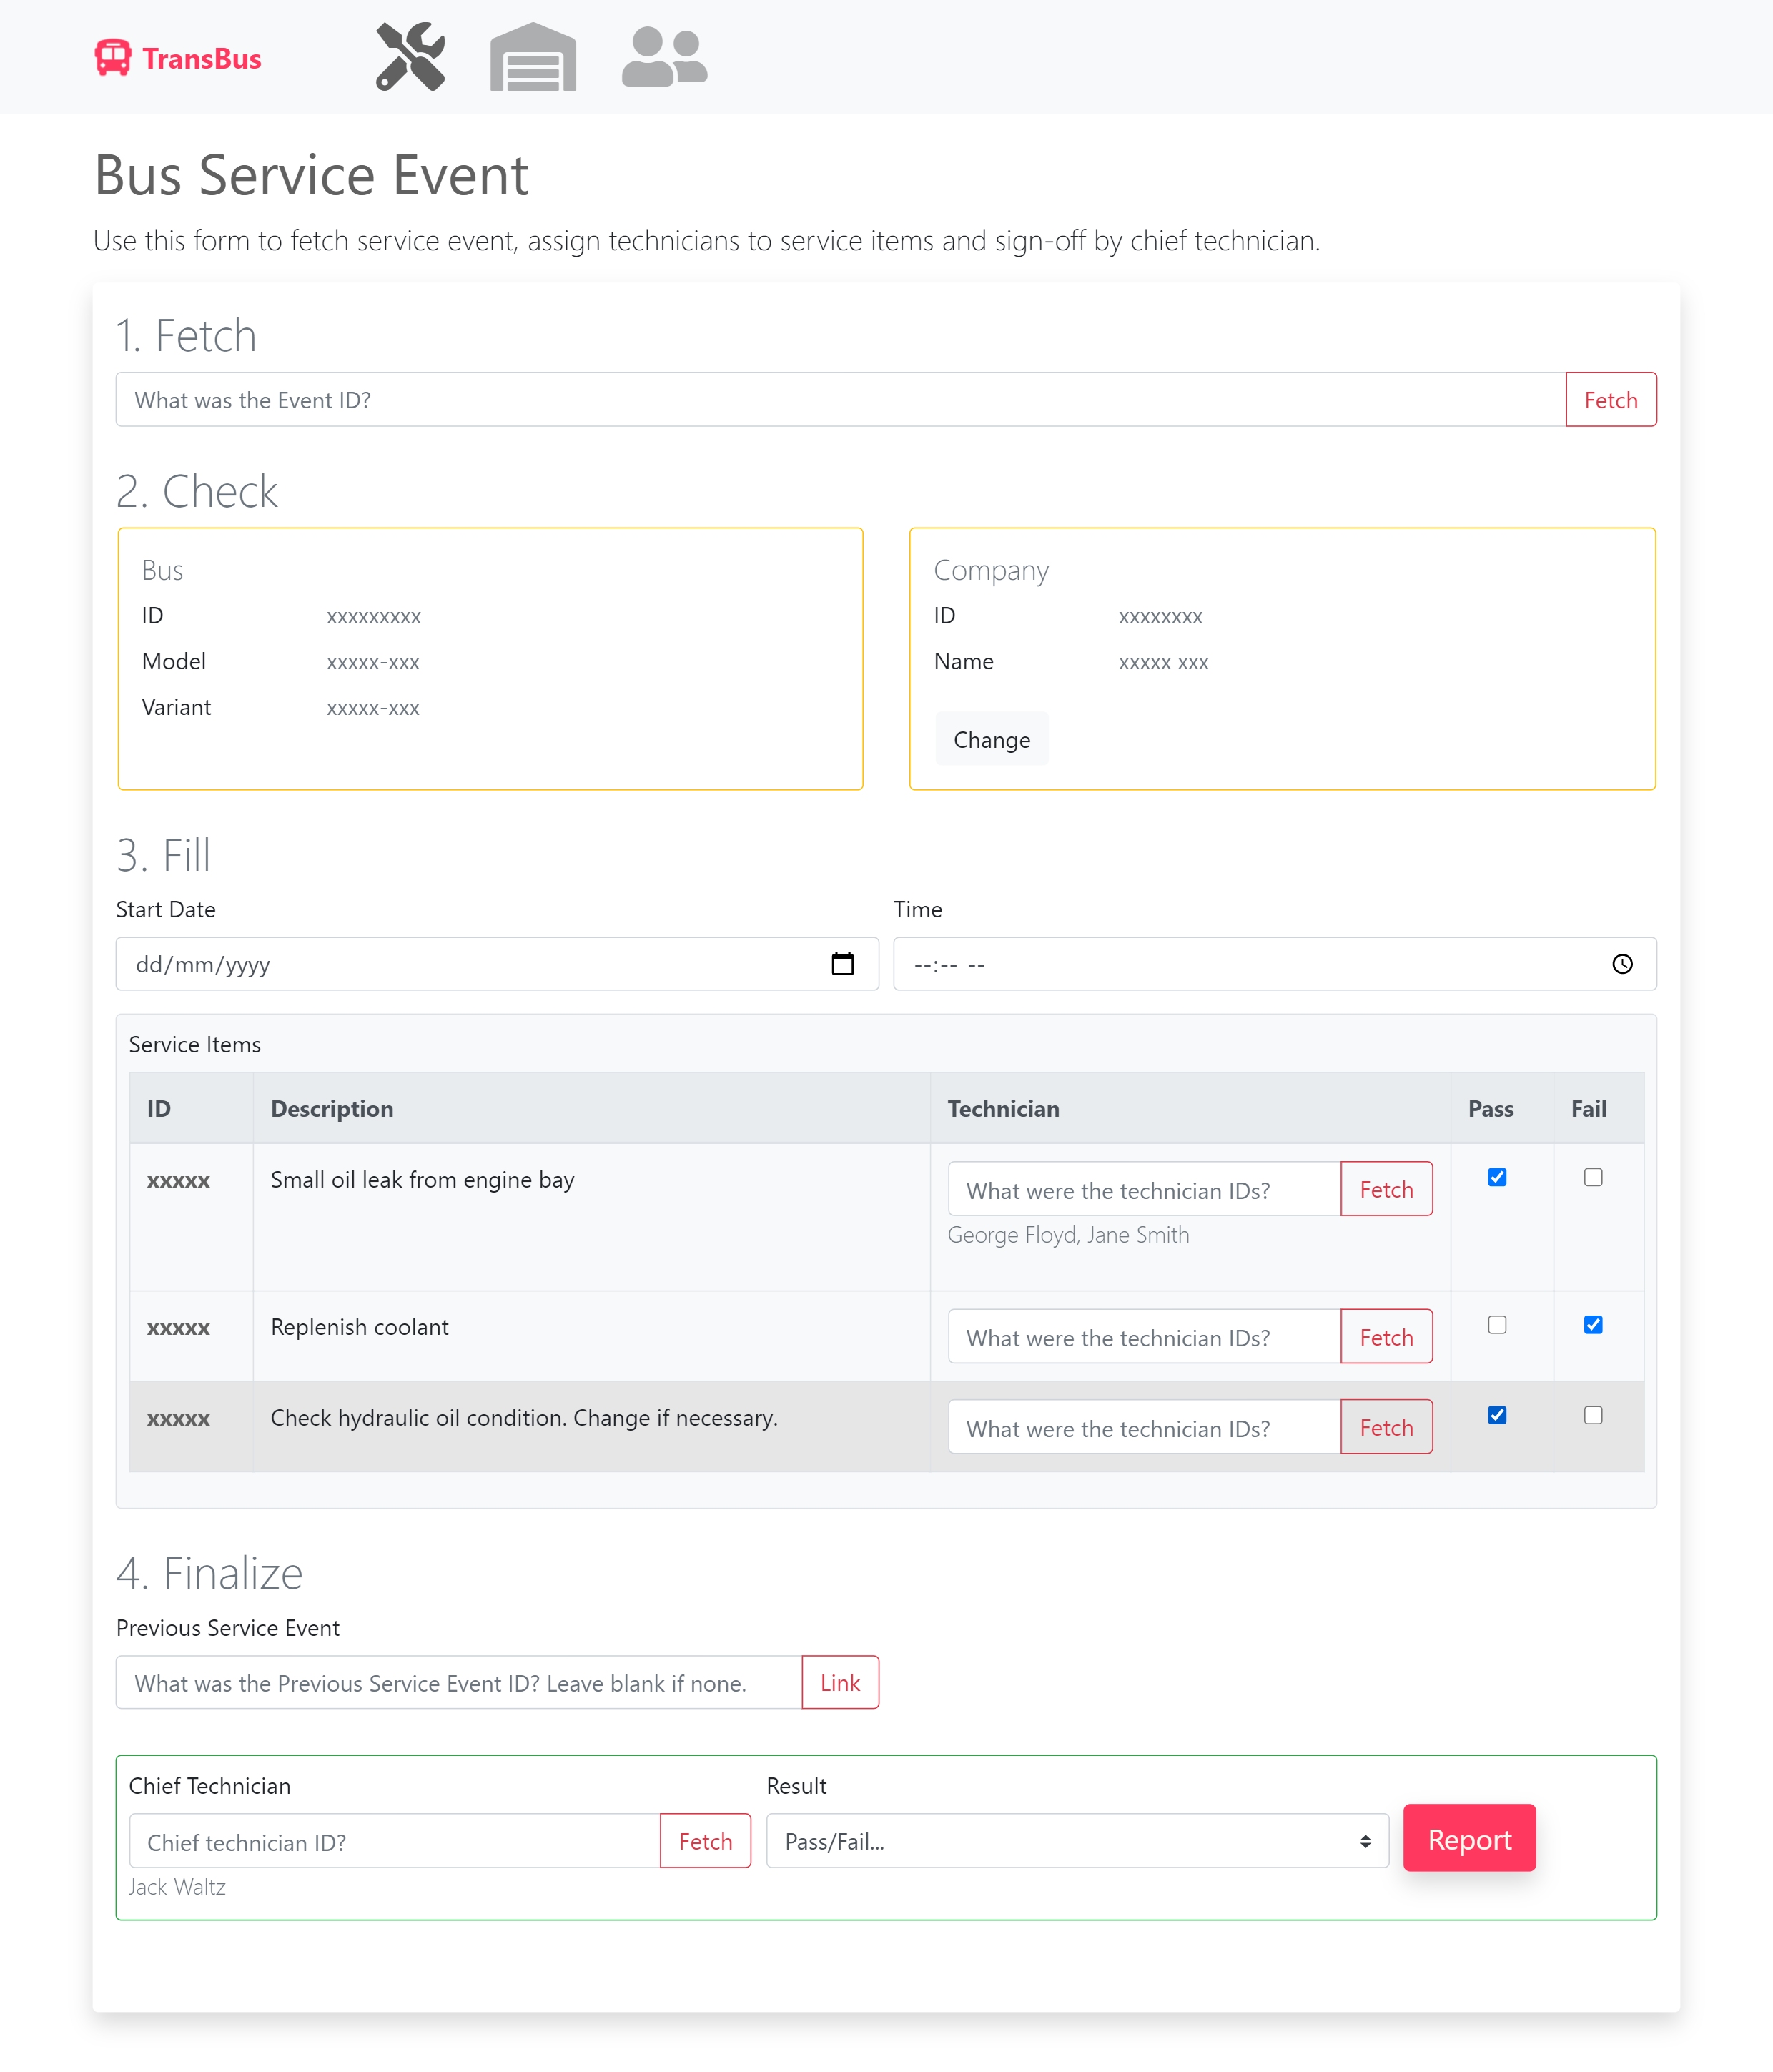 TransBus
Bus Service Event
Use this form to fetch service event, assign technicians to service items and sign-off by chief technician.
1. Fetch
What was the Event ID? Fetch
2. Check
Bus
ID xxxxxxxxx
Model xxxxx-xxx
Variant xxxxx-xxx
Company
ID xxxxxxxx
Name xxxxx xxx
Change
3. Fill
Start Date Time
dd/mm/yyyy --:-- --
Service Items
ID Description Technician Pass Fail
xxxxx Small oil leak from engine bay What were the technician IDs? Fetch
George Floyd, Jane Smith
xxxxx Replenish coolant What were the technician IDs? Fetch
xxxxx Check hydraulic oil condition. Change if necessary. What were the technician IDs? Fetch
4. Finalize
Previous Service Event
What was the Previous Service Event ID? Leave blank if none. Link
Chief Technician Result
Chief technician ID? Fetch Pass/Fail... Report
Jack Waltz